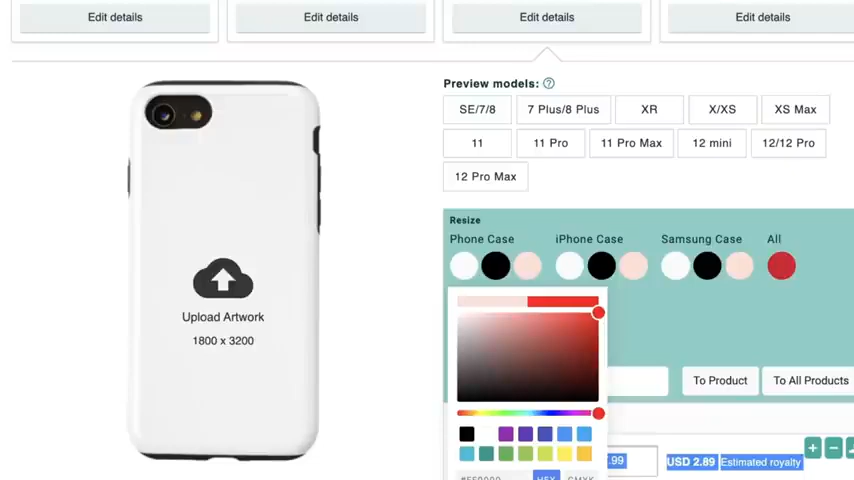 Edit details
Edit details
Edit details
Edit details
Preview models: ?
SE/7/8
7 Plus/8 Plus
XR
X/XS
XS Max
11
11 Pro
11 Pro Max
12 mini
12/12 Pro
12 Pro Max
Resize
Phone Case
iPhone Case
Samsung Case
All
To Product
To All Products
Upload Artwork
1800 x 3200
.99
USD 2.89 Estimated royalty
+
−
HEX
CMYK